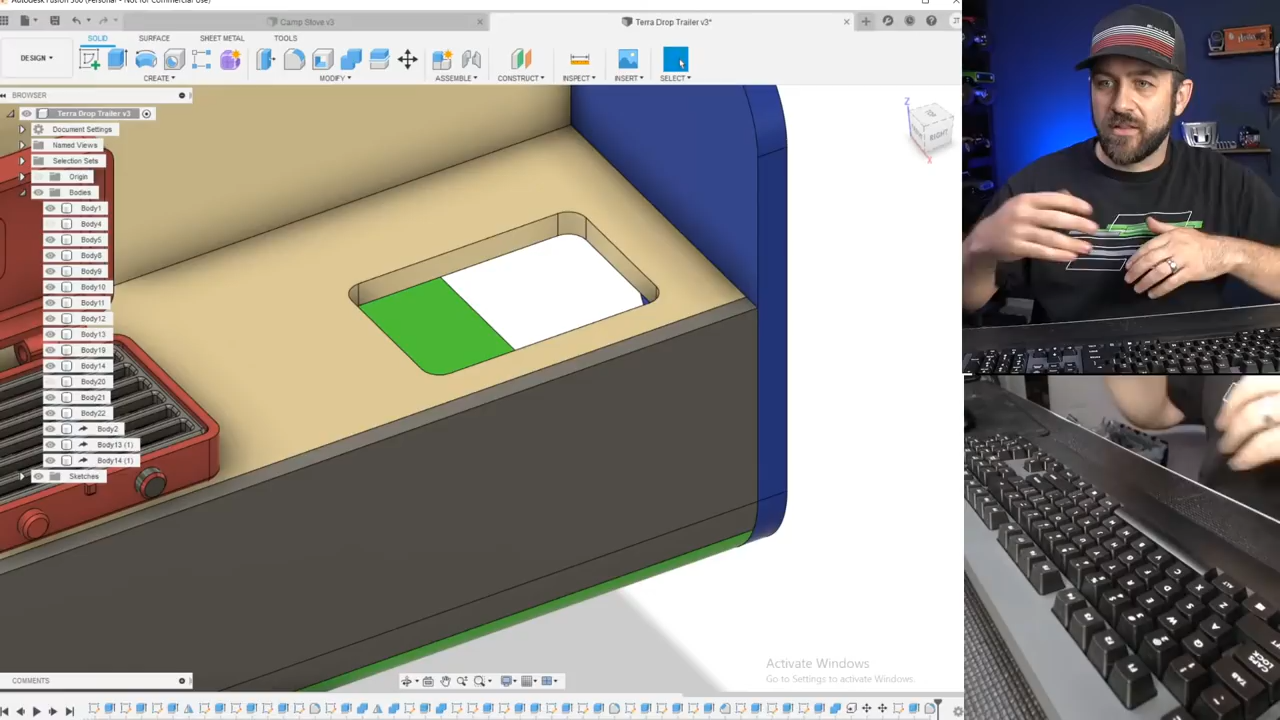 Autodesk Fusion 360 (Personal - Not for Commercial Use)
Camp Stove v3
Terra Drop Trailer v3*
SOLID
SURFACE
SHEET METAL
TOOLS
DESIGN
CREATE
MODIFY
ASSEMBLE
CONSTRUCT
INSPECT
INSERT
SELECT
BROWSER
Terra Drop Trailer v3
Document Settings
Named Views
Selection Sets
Origin
Bodies
Body1
Body4
Body5
Body8
Body9
Body10
Body11
Body12
Body13
Body19
Body14
Body20
Body21
Body22
Body2
Body13 (1)
Body14 (1)
Sketches
Z
RIGHT
X
Activate Windows
Go to Settings to activate Windows.
COMMENTS